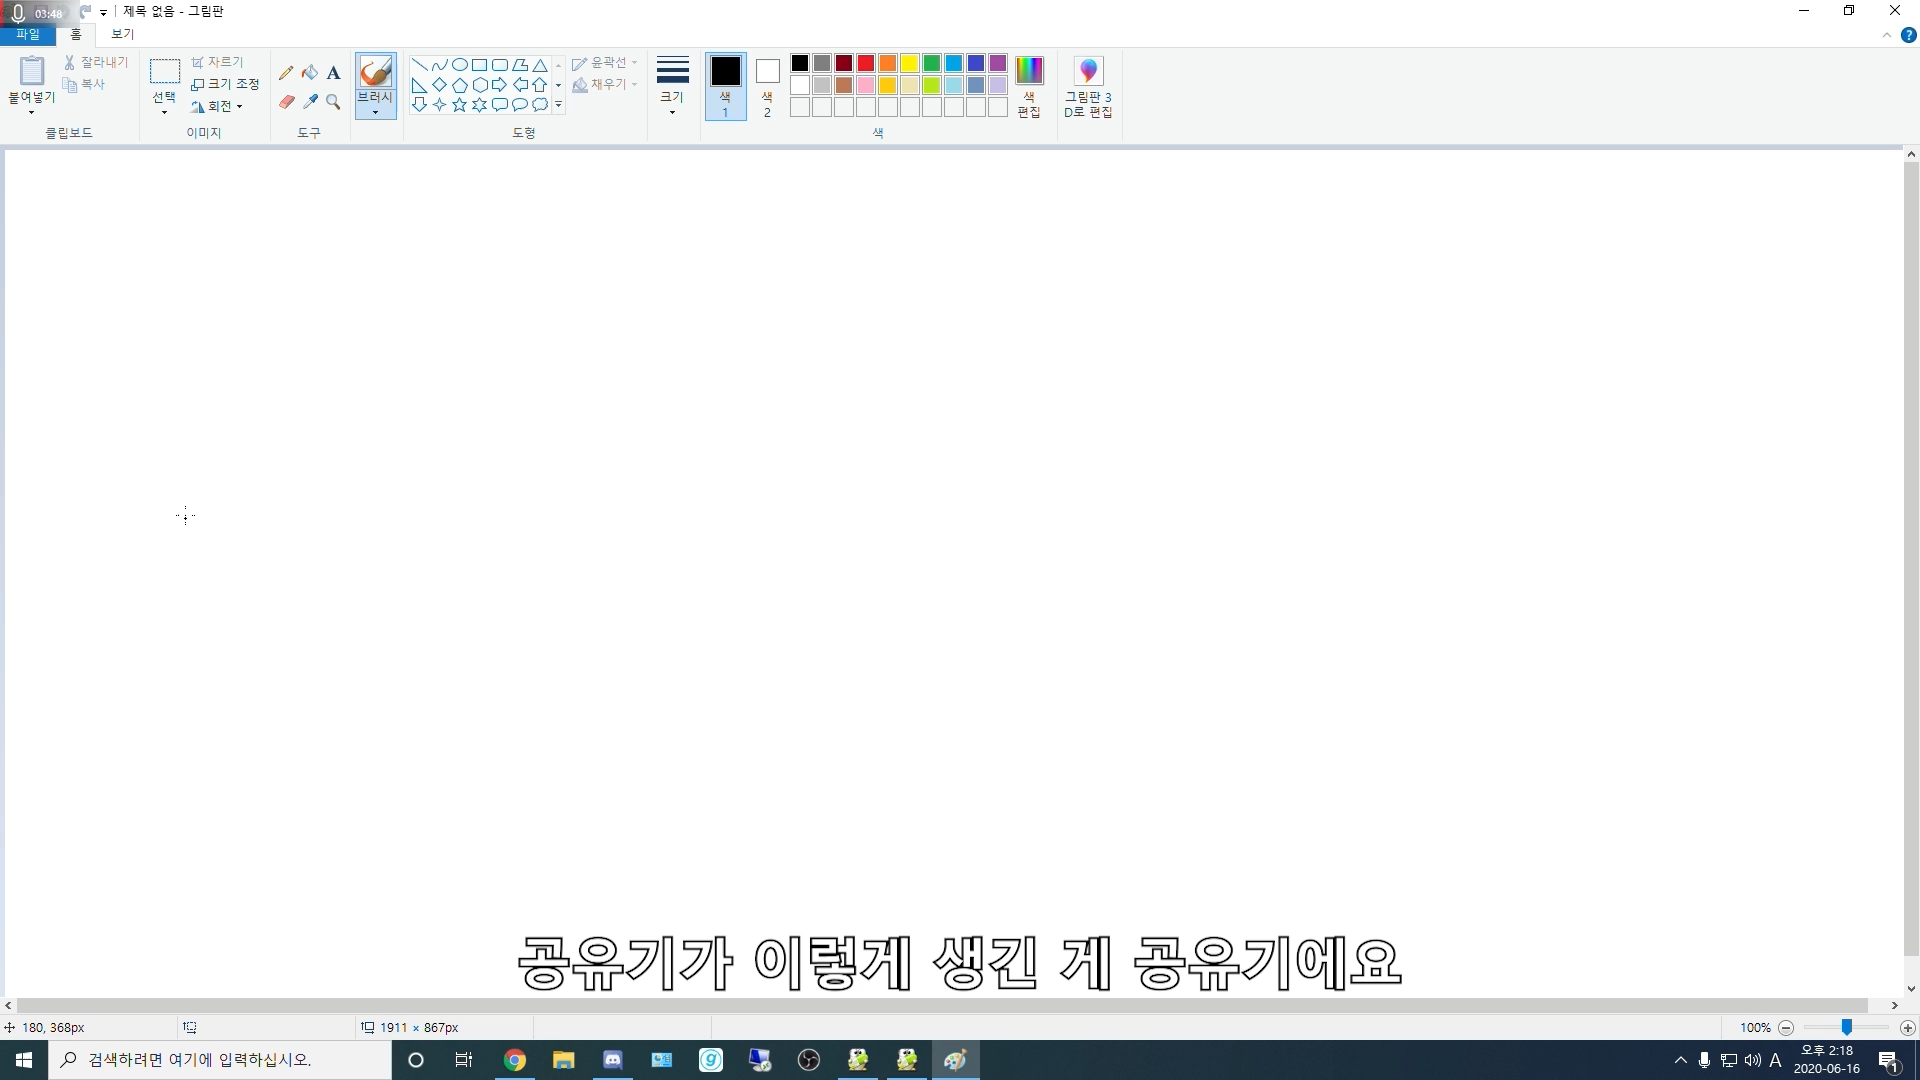 03:48
제목 없음 - 그림판
파일
홈
보기
붙여넣기
잘라내기
복사
클립보드
선택
자르기
크기 조정
회전
이미지
A
도구
브러시
윤곽선
채우기
도형
크기
색
1
색
2
색
편집
색
그림판 3
D로 편집
공유기가 이렇게 생긴 게 공유기에요
180, 368px
1911 × 867px
100%
검색하려면 여기에 입력하십시오.
A
오후 2:18
2020-06-16
1